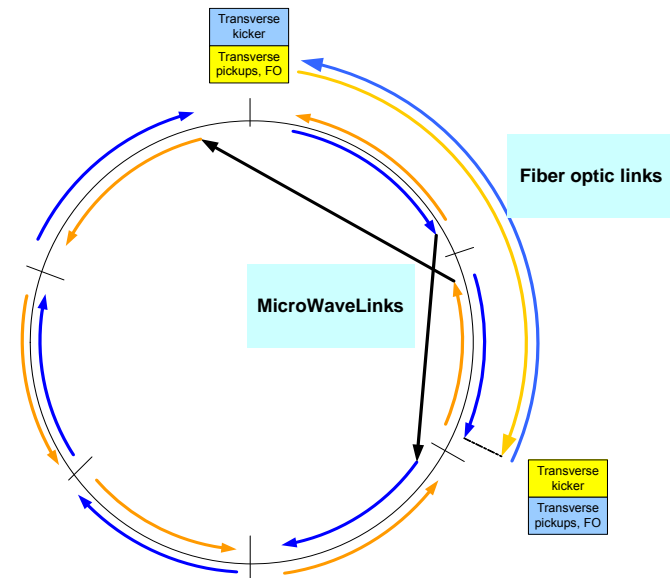 Transverse
kicker
Transverse
pickups, FO
Fiber optic links
MicroWaveLinks
Transverse
kicker
Transverse
pickups, FO